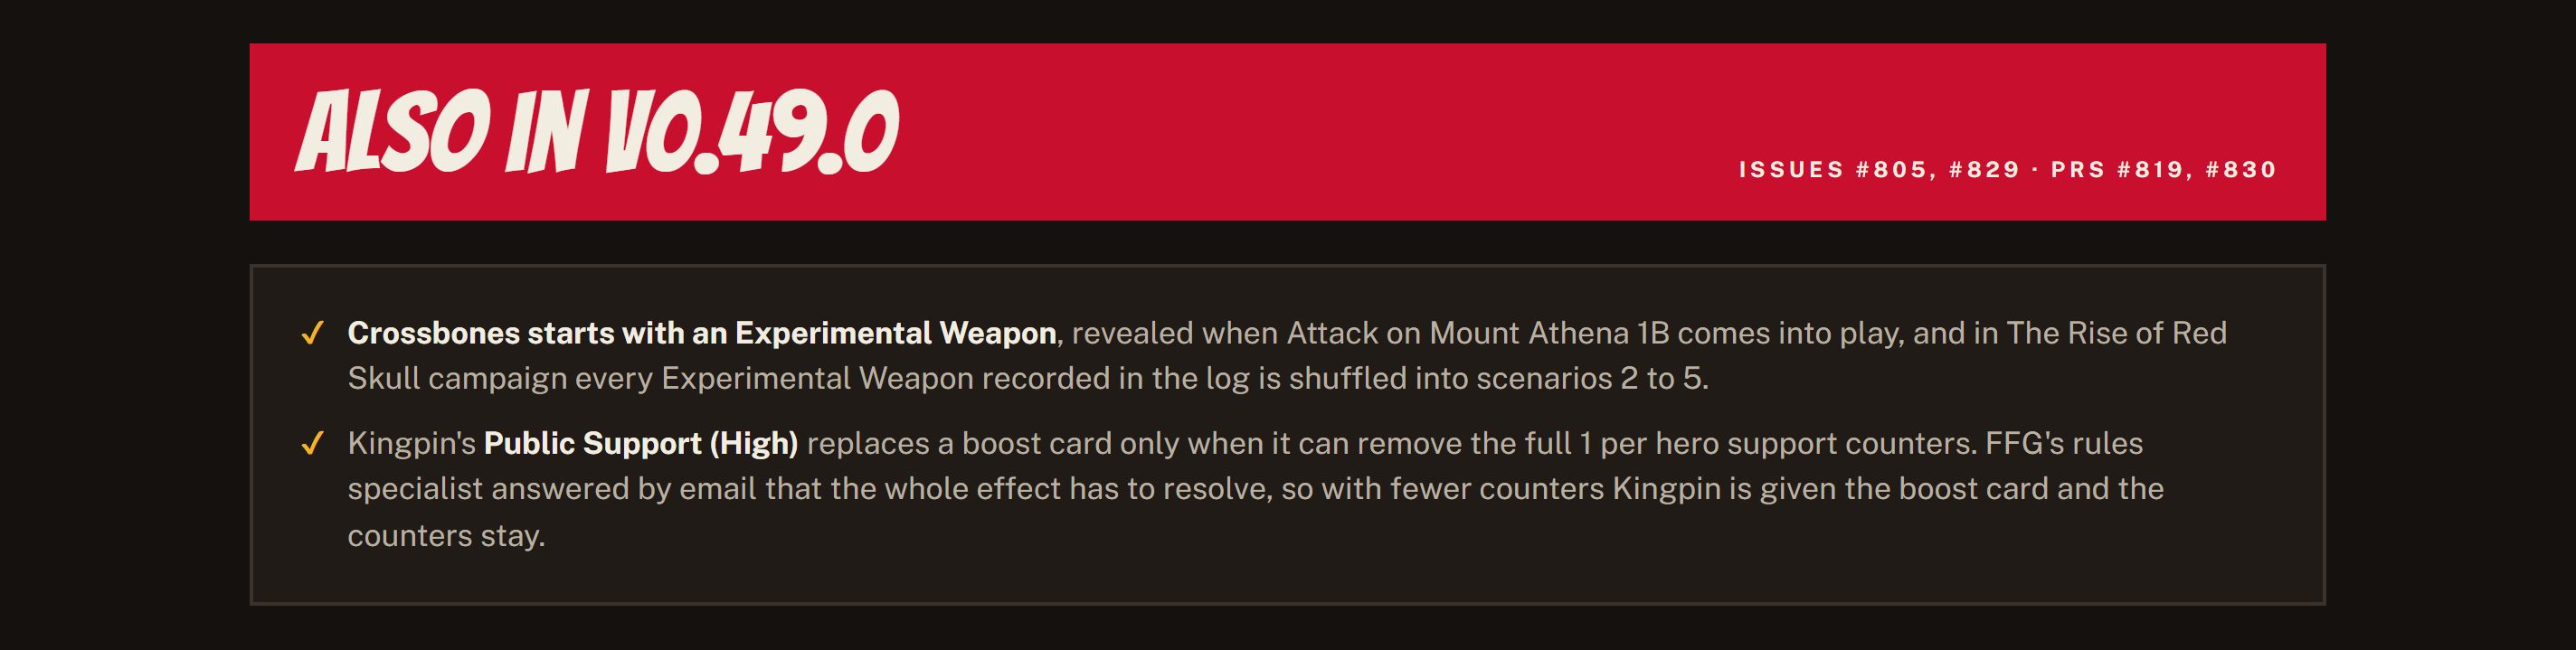 ALSO IN V0.49.0
ISSUES #805, #829 · PRS #819, #830
✓ Crossbones starts with an Experimental Weapon, revealed when Attack on Mount Athena 1B comes into play, and in The Rise of Red
Skull campaign every Experimental Weapon recorded in the log is shuffled into scenarios 2 to 5.
✓ Kingpin's Public Support (High) replaces a boost card only when it can remove the full 1 per hero support counters. FFG's rules
specialist answered by email that the whole effect has to resolve, so with fewer counters Kingpin is given the boost card and the
counters stay.